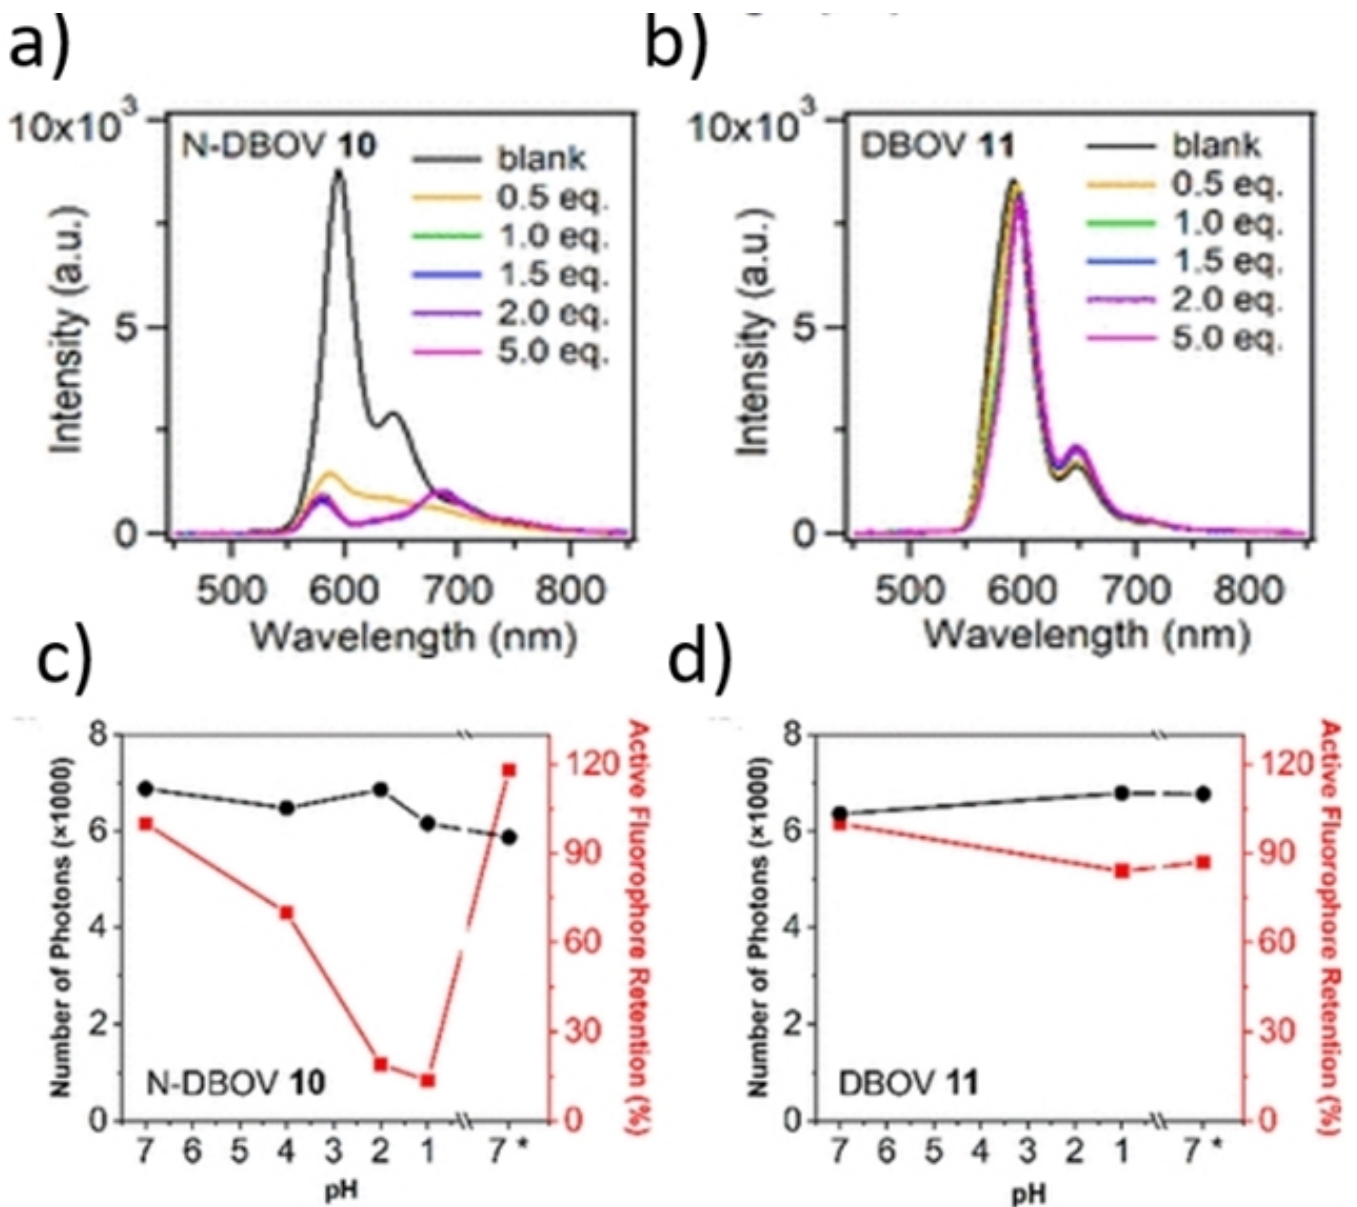 a)
10x10³
N-DBOV 10
blank
0.5 eq.
1.0 eq.
1.5 eq.
2.0 eq.
5.0 eq.
Intensity (a.u.)
5
0
500 600 700 800
Wavelength (nm)
b)
10x10³
DBOV 11
blank
0.5 eq.
1.0 eq.
1.5 eq.
2.0 eq.
5.0 eq.
Intensity (a.u.)
5
0
500 600 700 800
Wavelength (nm)
c)
Number of Photons (×1000)
8
6
4
2
0
Active Fluorophore Retention (%)
120
90
60
30
0
N-DBOV 10
7 6 5 4 3 2 1 7*
pH
d)
Number of Photons (×1000)
8
6
4
2
0
Active Fluorophore Retention (%)
120
90
60
30
0
DBOV 11
7 6 5 4 3 2 1 7*
pH